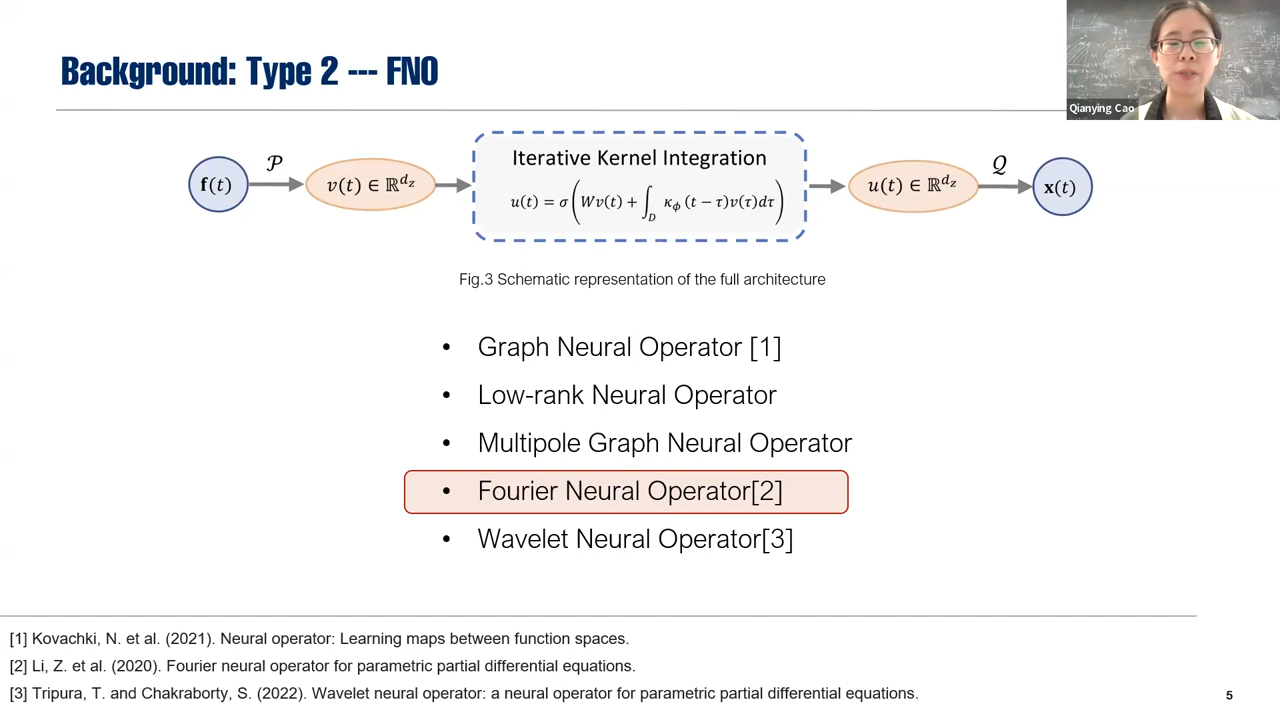 Background: Type 2 --- FNO
Qianying Cao
𝒫
Iterative Kernel Integration
𝒬
f(t)
v(t) ∈ ℝ^{d_z}
u(t) = σ(Wv(t) + ∫_D κ_ϕ (t − τ)v(τ)dτ)
u(t) ∈ ℝ^{d_z}
x(t)
Fig.3 Schematic representation of the full architecture
• Graph Neural Operator [1]
• Low-rank Neural Operator
• Multipole Graph Neural Operator
• Fourier Neural Operator[2]
• Wavelet Neural Operator[3]
[1] Kovachki, N. et al. (2021). Neural operator: Learning maps between function spaces.
[2] Li, Z. et al. (2020). Fourier neural operator for parametric partial differential equations.
[3] Tripura, T. and Chakraborty, S. (2022). Wavelet neural operator: a neural operator for parametric partial differential equations.
5